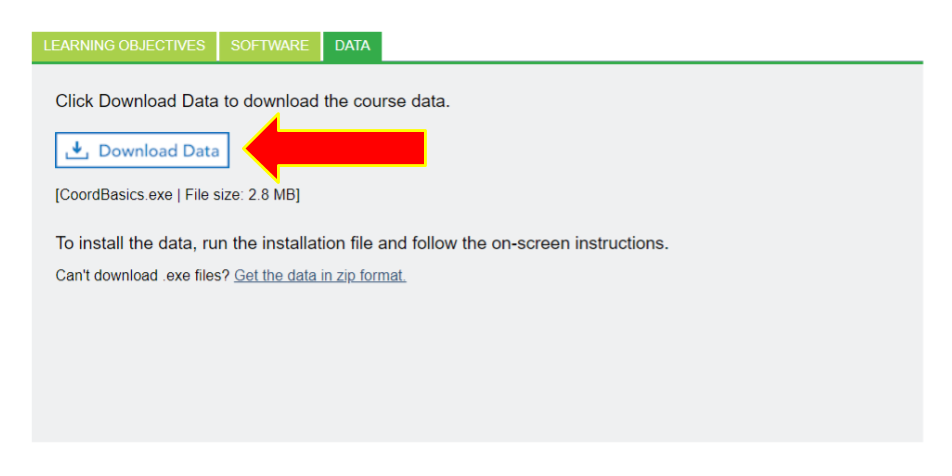 LEARNING OBJECTIVES SOFTWARE DATA
Click Download Data to download the course data.
Download Data
[CoordBasics.exe | File size: 2.8 MB]
To install the data, run the installation file and follow the on-screen instructions.
Can't download .exe files? Get the data in zip format.